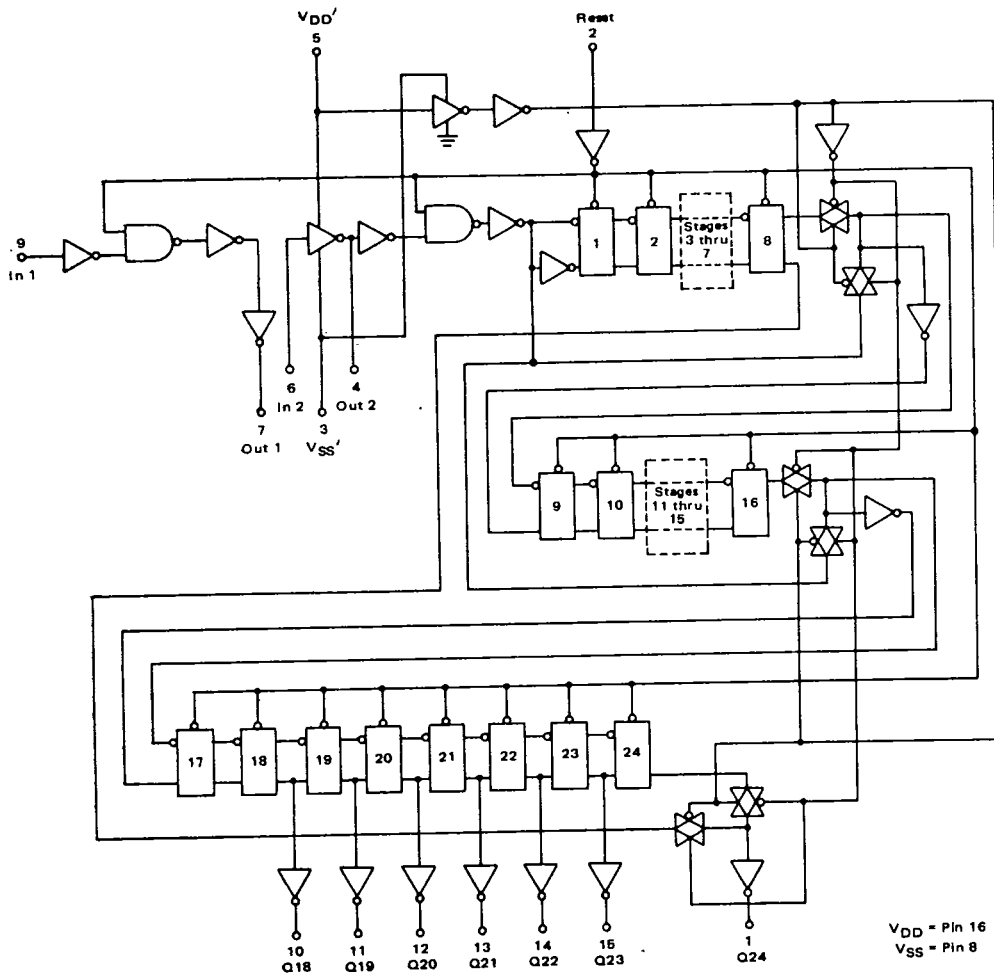 VDD'
5
Reset
2
9
In 1
1
2
Stages
3 thru
7
8
6
In 2
4
Out 2
7
Out 1
3
VSS'
9
10
Stages
11 thru
15
16
17
18
19
20
21
22
23
24
10
Q18
11
Q19
12
Q20
13
Q21
14
Q22
15
Q23
1
Q24
VDD = Pin 16
VSS = Pin 8